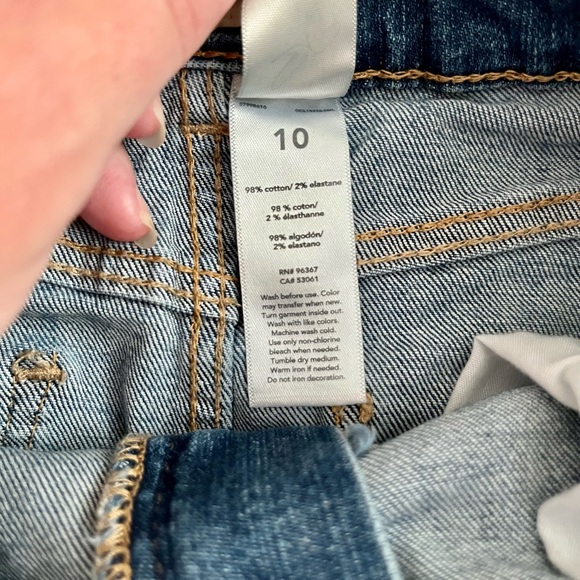 10
98% cotton/ 2% elastane
98 % coton/
2 % élasthanne
98% algodón/
2% elastano
RN# 96367
CA# 53061
Wash before use. Color
may transfer when new.
Turn garment inside out.
Wash with like colors.
Machine wash cold.
Use only non-chlorine
bleach when needed.
Tumble dry medium.
Warm iron if needed.
Do not iron decoration.